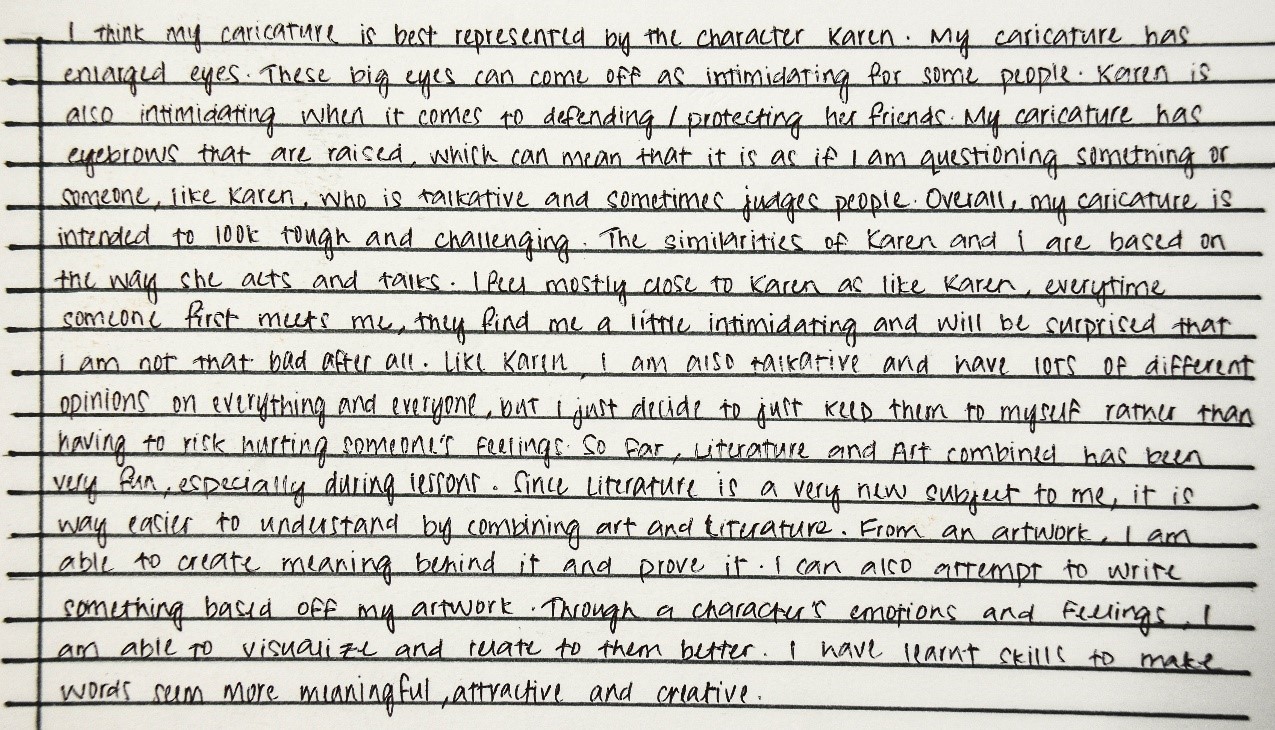 I think my caricature is best represented by the character Karen. My caricature has
enlarged eyes. These big eyes can come off as intimidating for some people. Karen is
also intimidating when it comes to defending / protecting her friends. My caricature has
eyebrows that are raised, which can mean that it is as if I am questioning something or
someone, like Karen, who is talkative and sometimes judges people. Overall, my caricature is
intended to look tough and challenging. The similarities of Karen and I are based on
the way she acts and talks. I feel mostly close to Karen as like Karen, everytime
someone first meets me, they find me a little intimidating and will be surprised that
I am not that bad after all. Like Karen, I am also talkative and have lots of different
opinions on everything and everyone, but I just decide to just keep them to myself rather than
having to risk hurting someone's feelings. So far, Literature and Art combined has been
very fun, especially during lessons. Since Literature is a very new subject to me, it is
way easier to understand by combining art and Literature. From an artwork, I am
able to create meaning behind it and prove it. I can also attempt to write
something based off my artwork. Through a character's emotions and feelings, I
am able to visualize and relate to them better. I have learnt skills to make
words seem more meaningful, attractive and creative.